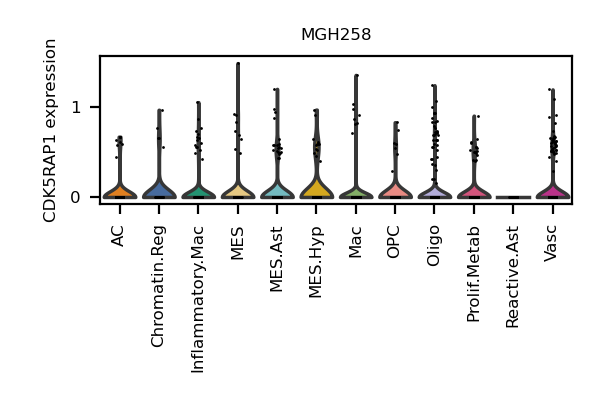 MGH258
CDK5RAP1 expression
1
0
AC
Chromatin.Reg
Inflammatory.Mac
MES
MES.Ast
MES.Hyp
Mac
OPC
Oligo
Prolif.Metab
Reactive.Ast
Vasc